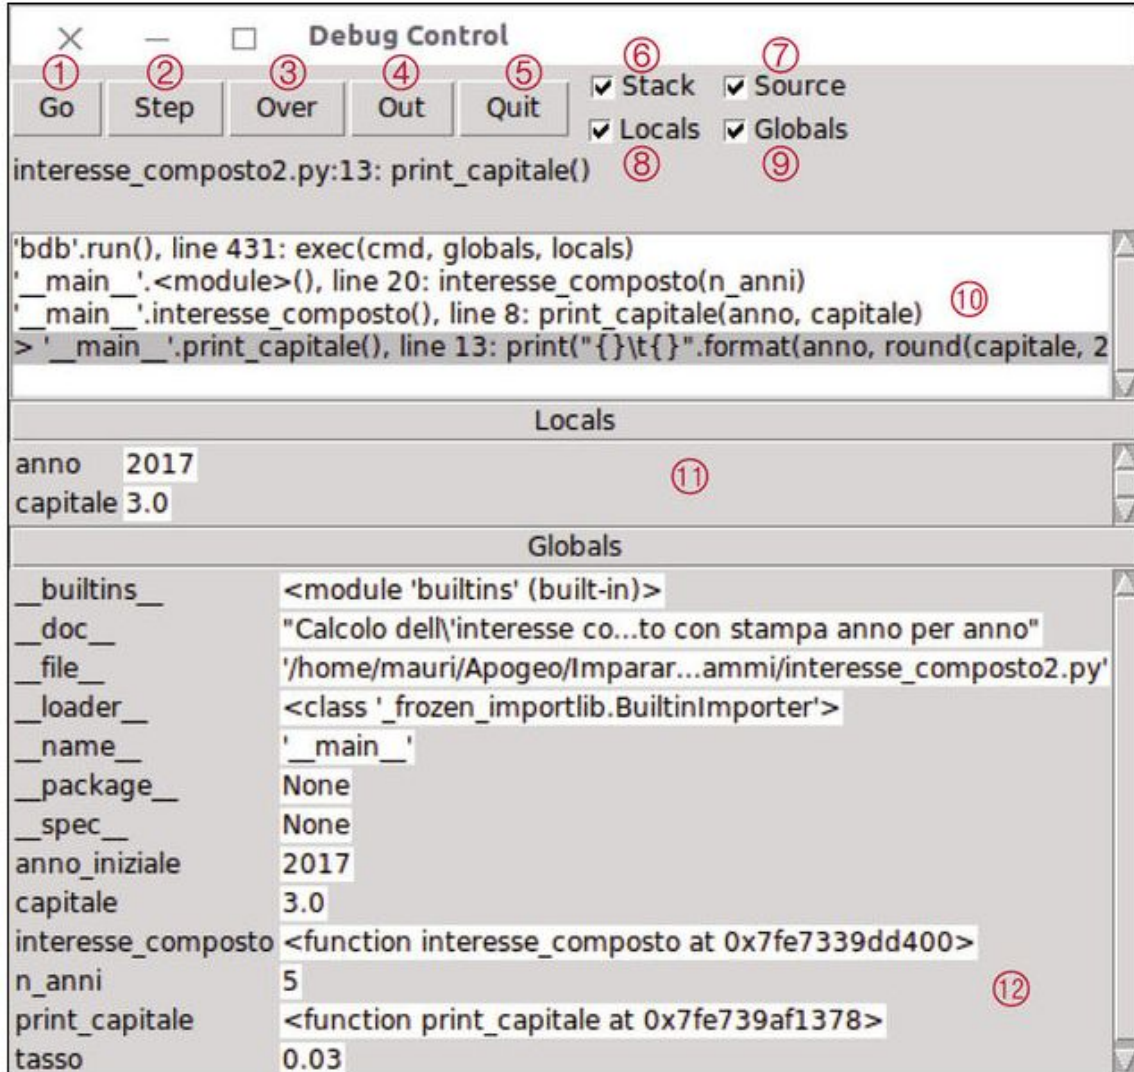 Debug Control
① ② ③ ④ ⑤ ⑥ ⑦
Go Step Over Out Quit Stack Source
Locals Globals
⑧ ⑨
interesse_composto2.py:13: print_capitale()
'bdb'.run(), line 431: exec(cmd, globals, locals)
'__main__'.<module>(), line 20: interesse_composto(n_anni)
'__main__'.interesse_composto(), line 8: print_capitale(anno, capitale)
⑩
> '__main__'.print_capitale(), line 13: print("{}\t{}".format(anno, round(capitale, 2
Locals
anno 2017
⑪
capitale 3.0
Globals
__builtins__ <module 'builtins' (built-in)>
__doc__ "Calcolo dell\'interesse co...to con stampa anno per anno"
__file__ '/home/mauri/Apogeo/Imparar...ammi/interesse_composto2.py'
__loader__ <class '_frozen_importlib.BuiltinImporter'>
__name__ '__main__'
__package__ None
__spec__ None
anno_iniziale 2017
capitale 3.0
interesse_composto <function interesse_composto at 0x7fe7339dd400>
n_anni 5
⑫
print_capitale <function print_capitale at 0x7fe739af1378>
tasso 0.03